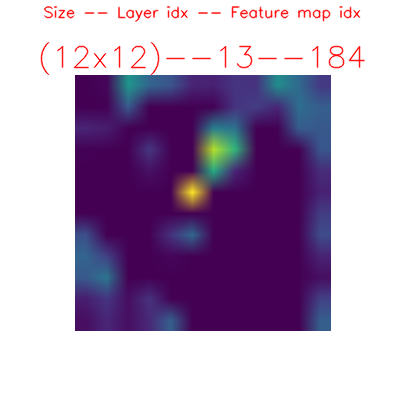 Size -- Layer idx -- Feature map idx
(12x12)--13--184